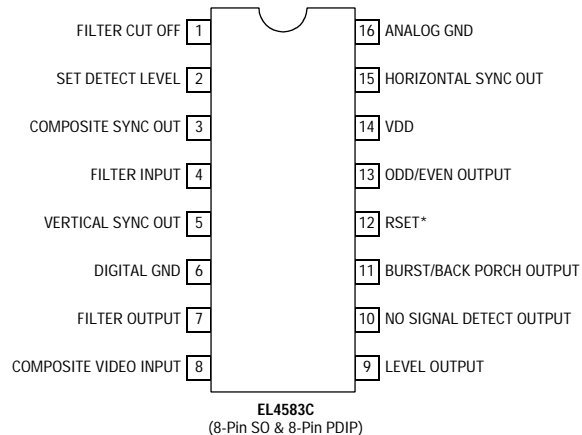 FILTER CUT OFF 1 16 ANALOG GND
SET DETECT LEVEL 2 15 HORIZONTAL SYNC OUT
COMPOSITE SYNC OUT 3 14 VDD
FILTER INPUT 4 13 ODD/EVEN OUTPUT
VERTICAL SYNC OUT 5 12 RSET*
DIGITAL GND 6 11 BURST/BACK PORCH OUTPUT
FILTER OUTPUT 7 10 NO SIGNAL DETECT OUTPUT
COMPOSITE VIDEO INPUT 8 9 LEVEL OUTPUT
EL4583C
(8-Pin SO & 8-Pin PDIP)